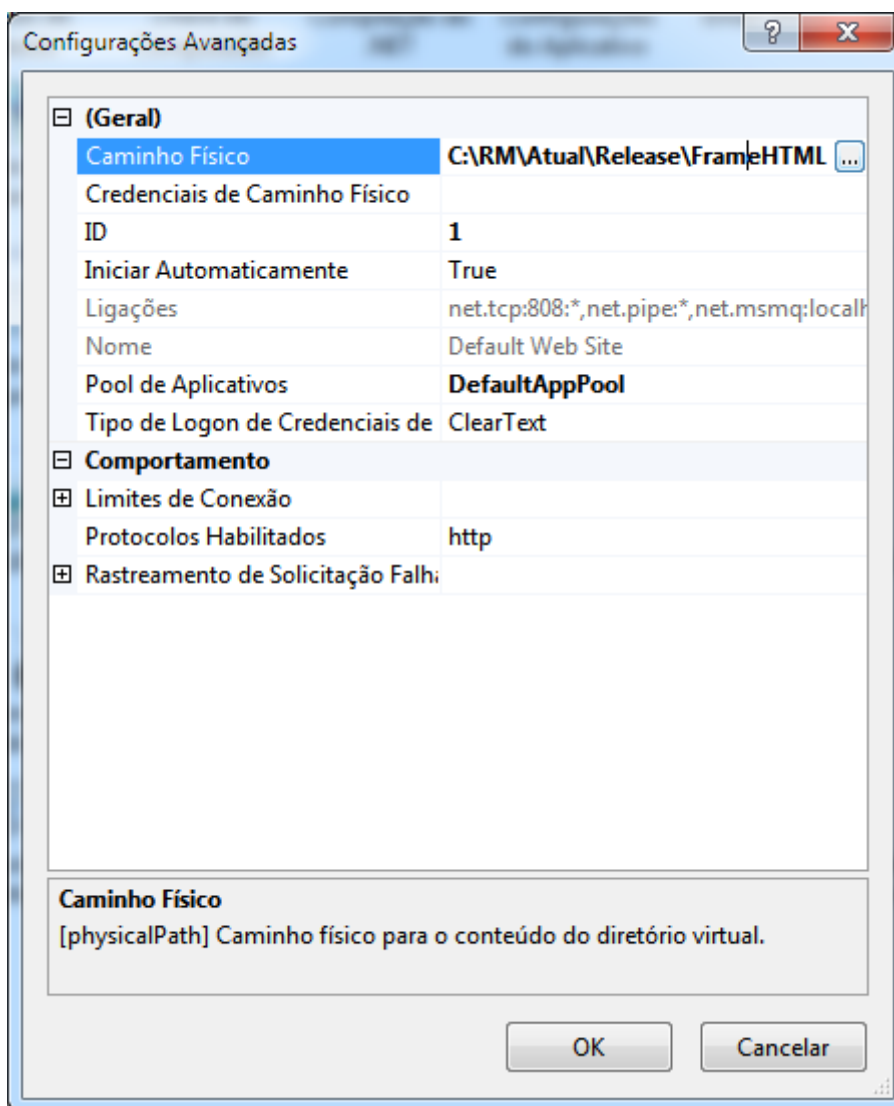 Configurações Avançadas
(Geral)
Caminho Físico C:\RM\Atual\Release\FrameHTML ...
Credenciais de Caminho Físico
ID 1
Iniciar Automaticamente True
Ligações net.tcp:808:*,net.pipe:*,net.msmq:localh
Nome Default Web Site
Pool de Aplicativos DefaultAppPool
Tipo de Logon de Credenciais de ClearText
Comportamento
Limites de Conexão
Protocolos Habilitados http
Rastreamento de Solicitação Falha
Caminho Físico
[physicalPath] Caminho físico para o conteúdo do diretório virtual.
OK Cancelar